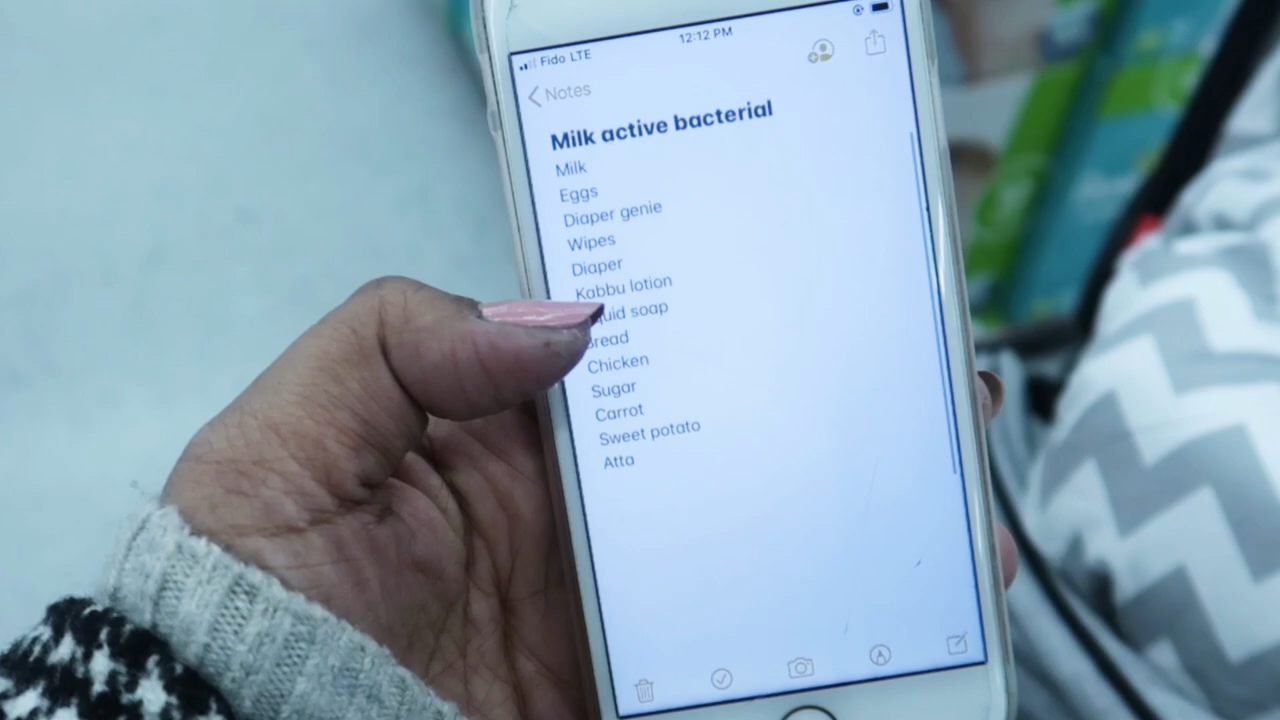 Fido LTE 12:12 PM
Notes
Milk active bacterial
Milk
Eggs
Diaper genie
Wipes
Diaper
Kabbu lotion
soap
Chicken
Sugar
Carrot
Sweet potato
Atta